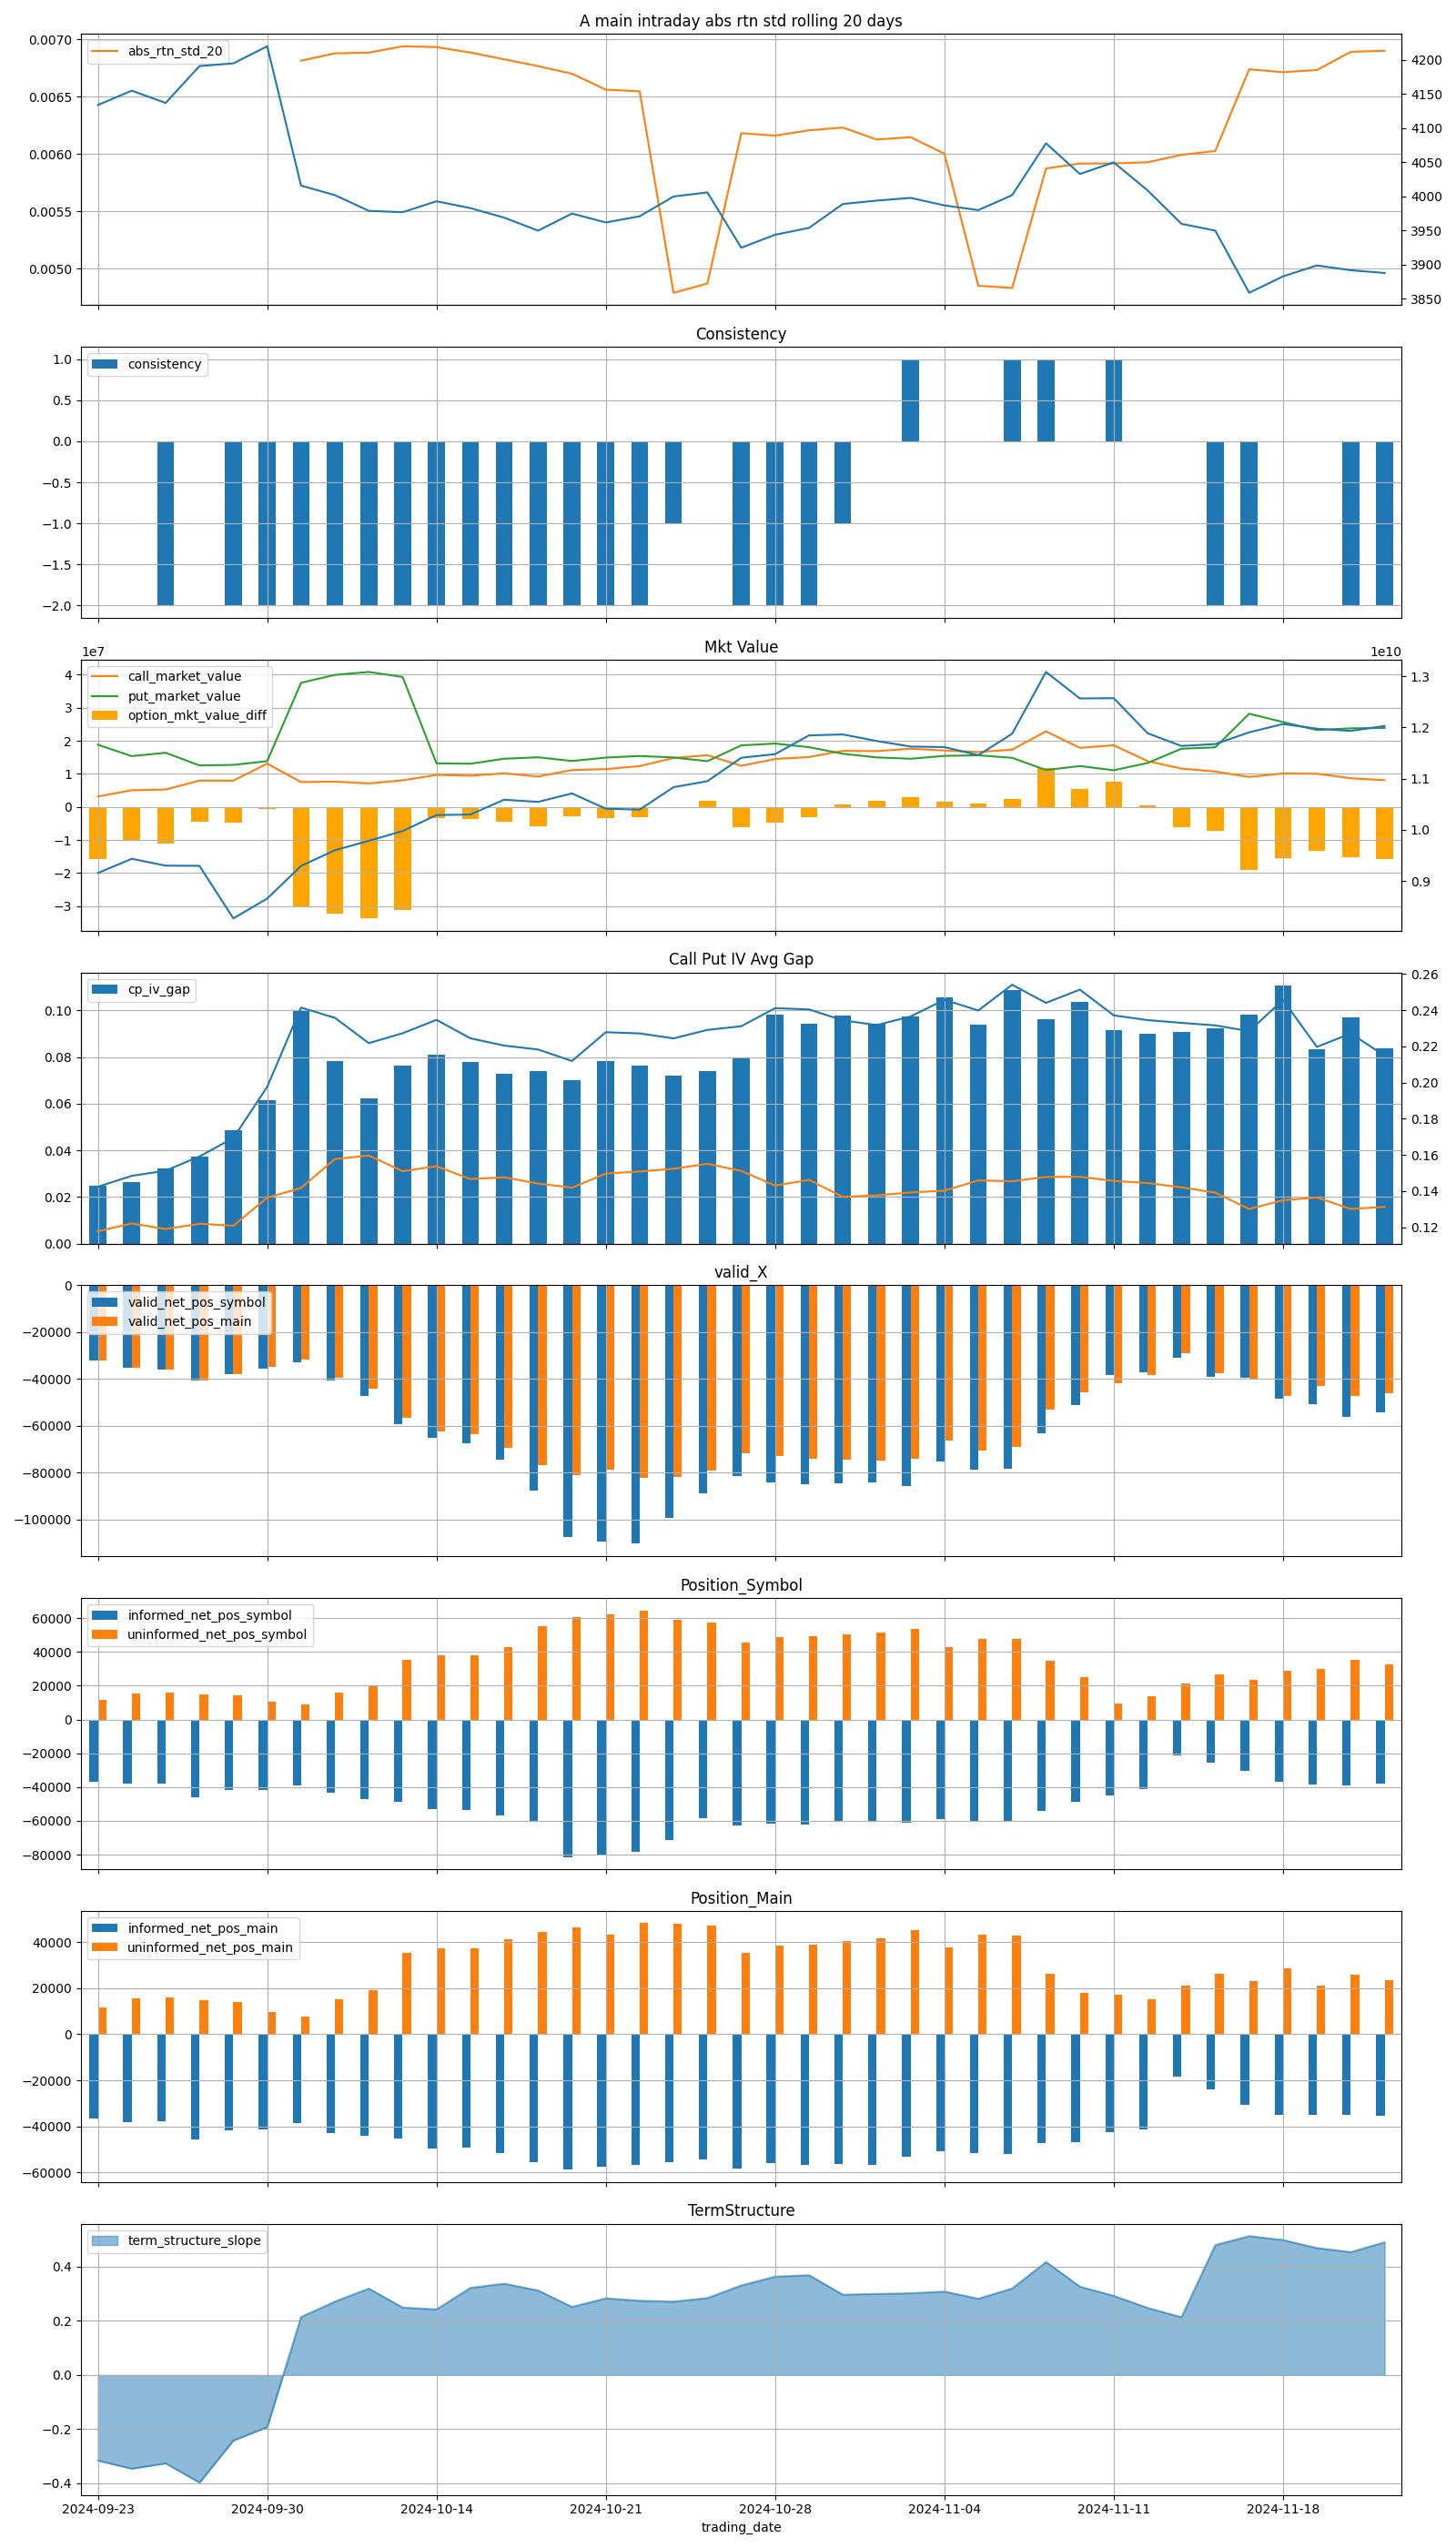 A main intraday abs rtn std rolling 20 days
abs_rtn_std_20
0.0070
0.0065
0.0060
0.0055
0.0050
4200
4150
4100
4050
4000
3950
3900
3850
Consistency
consistency
1.0
0.5
0.0
−0.5
−1.0
−1.5
−2.0
Mkt Value
1e7
1e10
call_market_value
put_market_value
option_mkt_value_diff
4
3
2
1
0
−1
−2
−3
1.3
1.2
1.1
1.0
0.9
Call Put IV Avg Gap
cp_iv_gap
0.10
0.08
0.06
0.04
0.02
0.00
0.26
0.24
0.22
0.20
0.18
0.16
0.14
0.12
valid_X
valid_net_pos_symbol
valid_net_pos_main
0
−20000
−40000
−60000
−80000
−100000
Position_Symbol
informed_net_pos_symbol
uninformed_net_pos_symbol
60000
40000
20000
0
−20000
−40000
−60000
−80000
Position_Main
informed_net_pos_main
uninformed_net_pos_main
40000
20000
0
−20000
−40000
−60000
TermStructure
term_structure_slope
0.4
0.2
0.0
−0.2
−0.4
2024-09-23 2024-09-30 2024-10-14 2024-10-21 2024-10-28 2024-11-04 2024-11-11 2024-11-18
trading_date